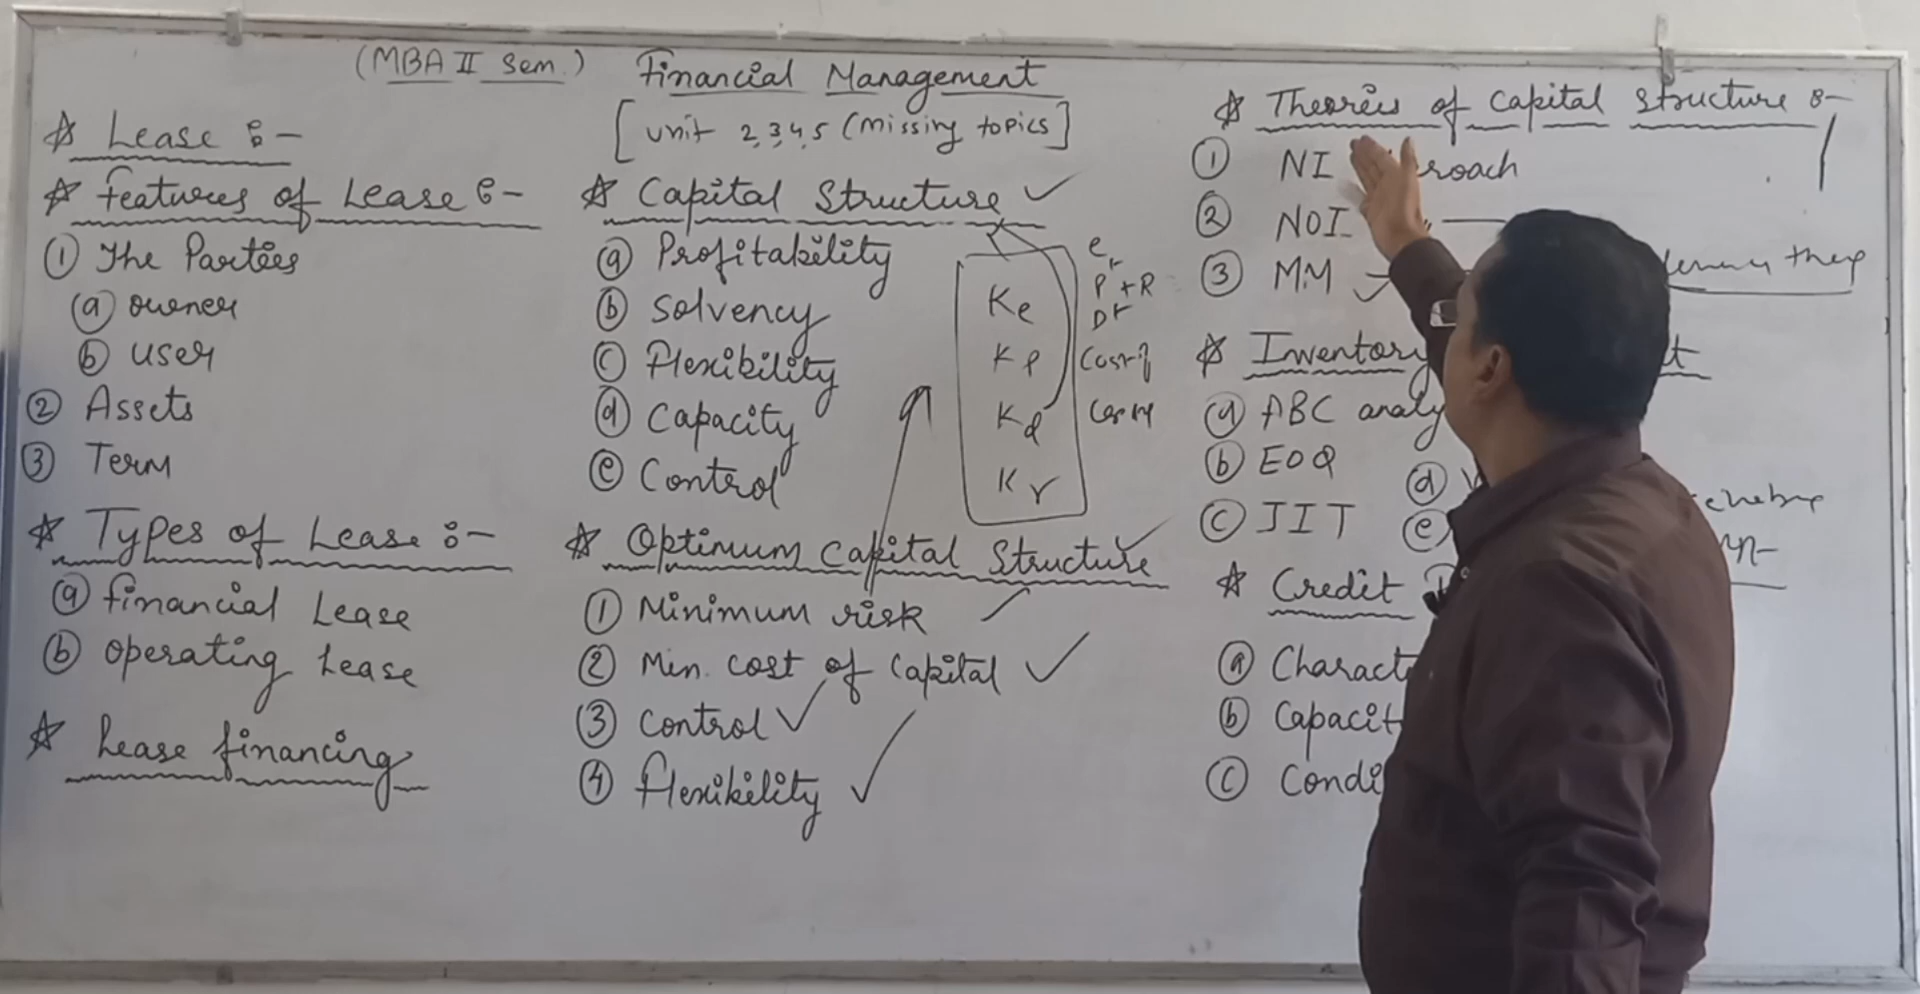 (MBA II Sem.)
Financial Management
[Unit 2,3,4,5 (Missing topics]
☆ Lease :-
☆ Features of Lease :-
① The Parties
ⓐ owner
ⓑ user
② Assets
③ Term
☆ Types of Lease :-
ⓐ financial Lease
ⓑ operating Lease
☆ Lease financing
☆ Capital Structure ✓
ⓐ Profitability
ⓑ Solvency
ⓒ Flexibility
ⓓ Capacity
ⓔ Control
Ke
Kp
Kd
Kr
e
P + R
D
☆ Optimum Capital Structure ✓
① Minimum risk ✓
② Min. cost of Capital ✓
③ Control ✓
④ Flexibility ✓
☆ Theories of Capital Structure :-
① NI roach
② NOI
③ MM ✓
☆ Inventory
ⓐ ABC analy
ⓑ EOQ
ⓒ JIT
ⓓ
ⓔ
☆ Credit
ⓐ Charact
ⓑ Capacit
ⓒ Condi